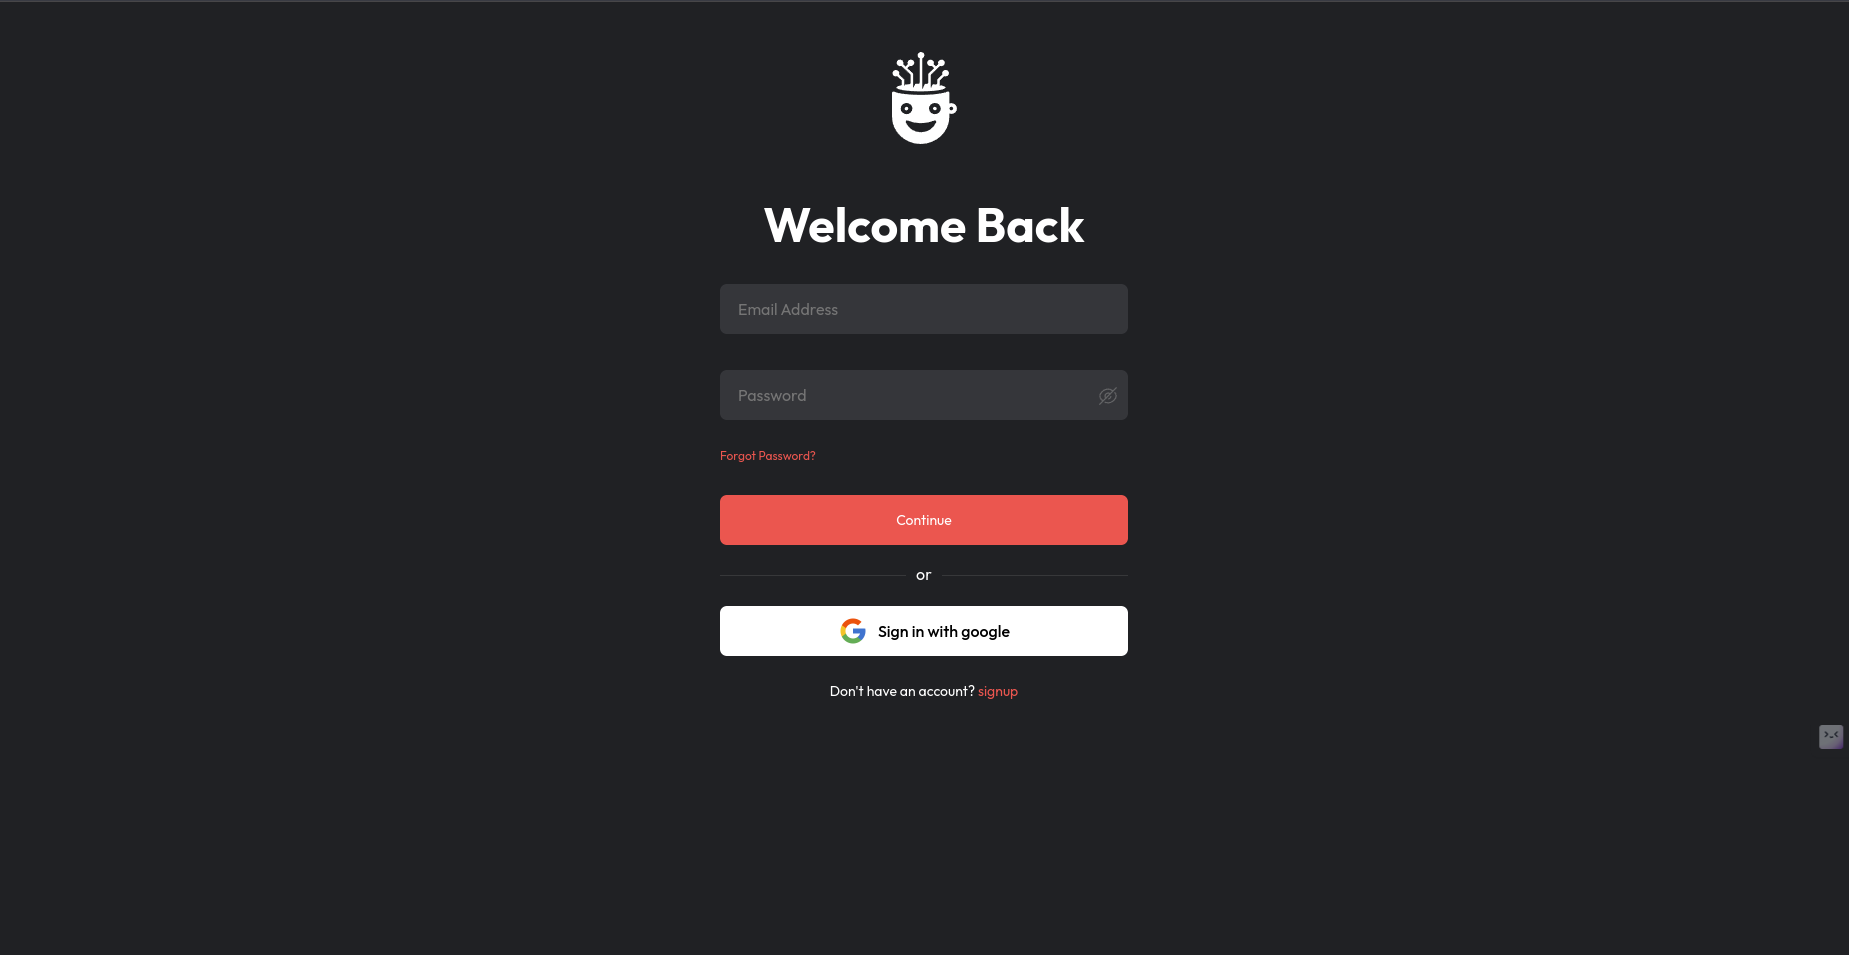 Welcome Back
Email Address
Password
Forgot Password?
Continue
or
Sign in with google
Don't have an account? signup